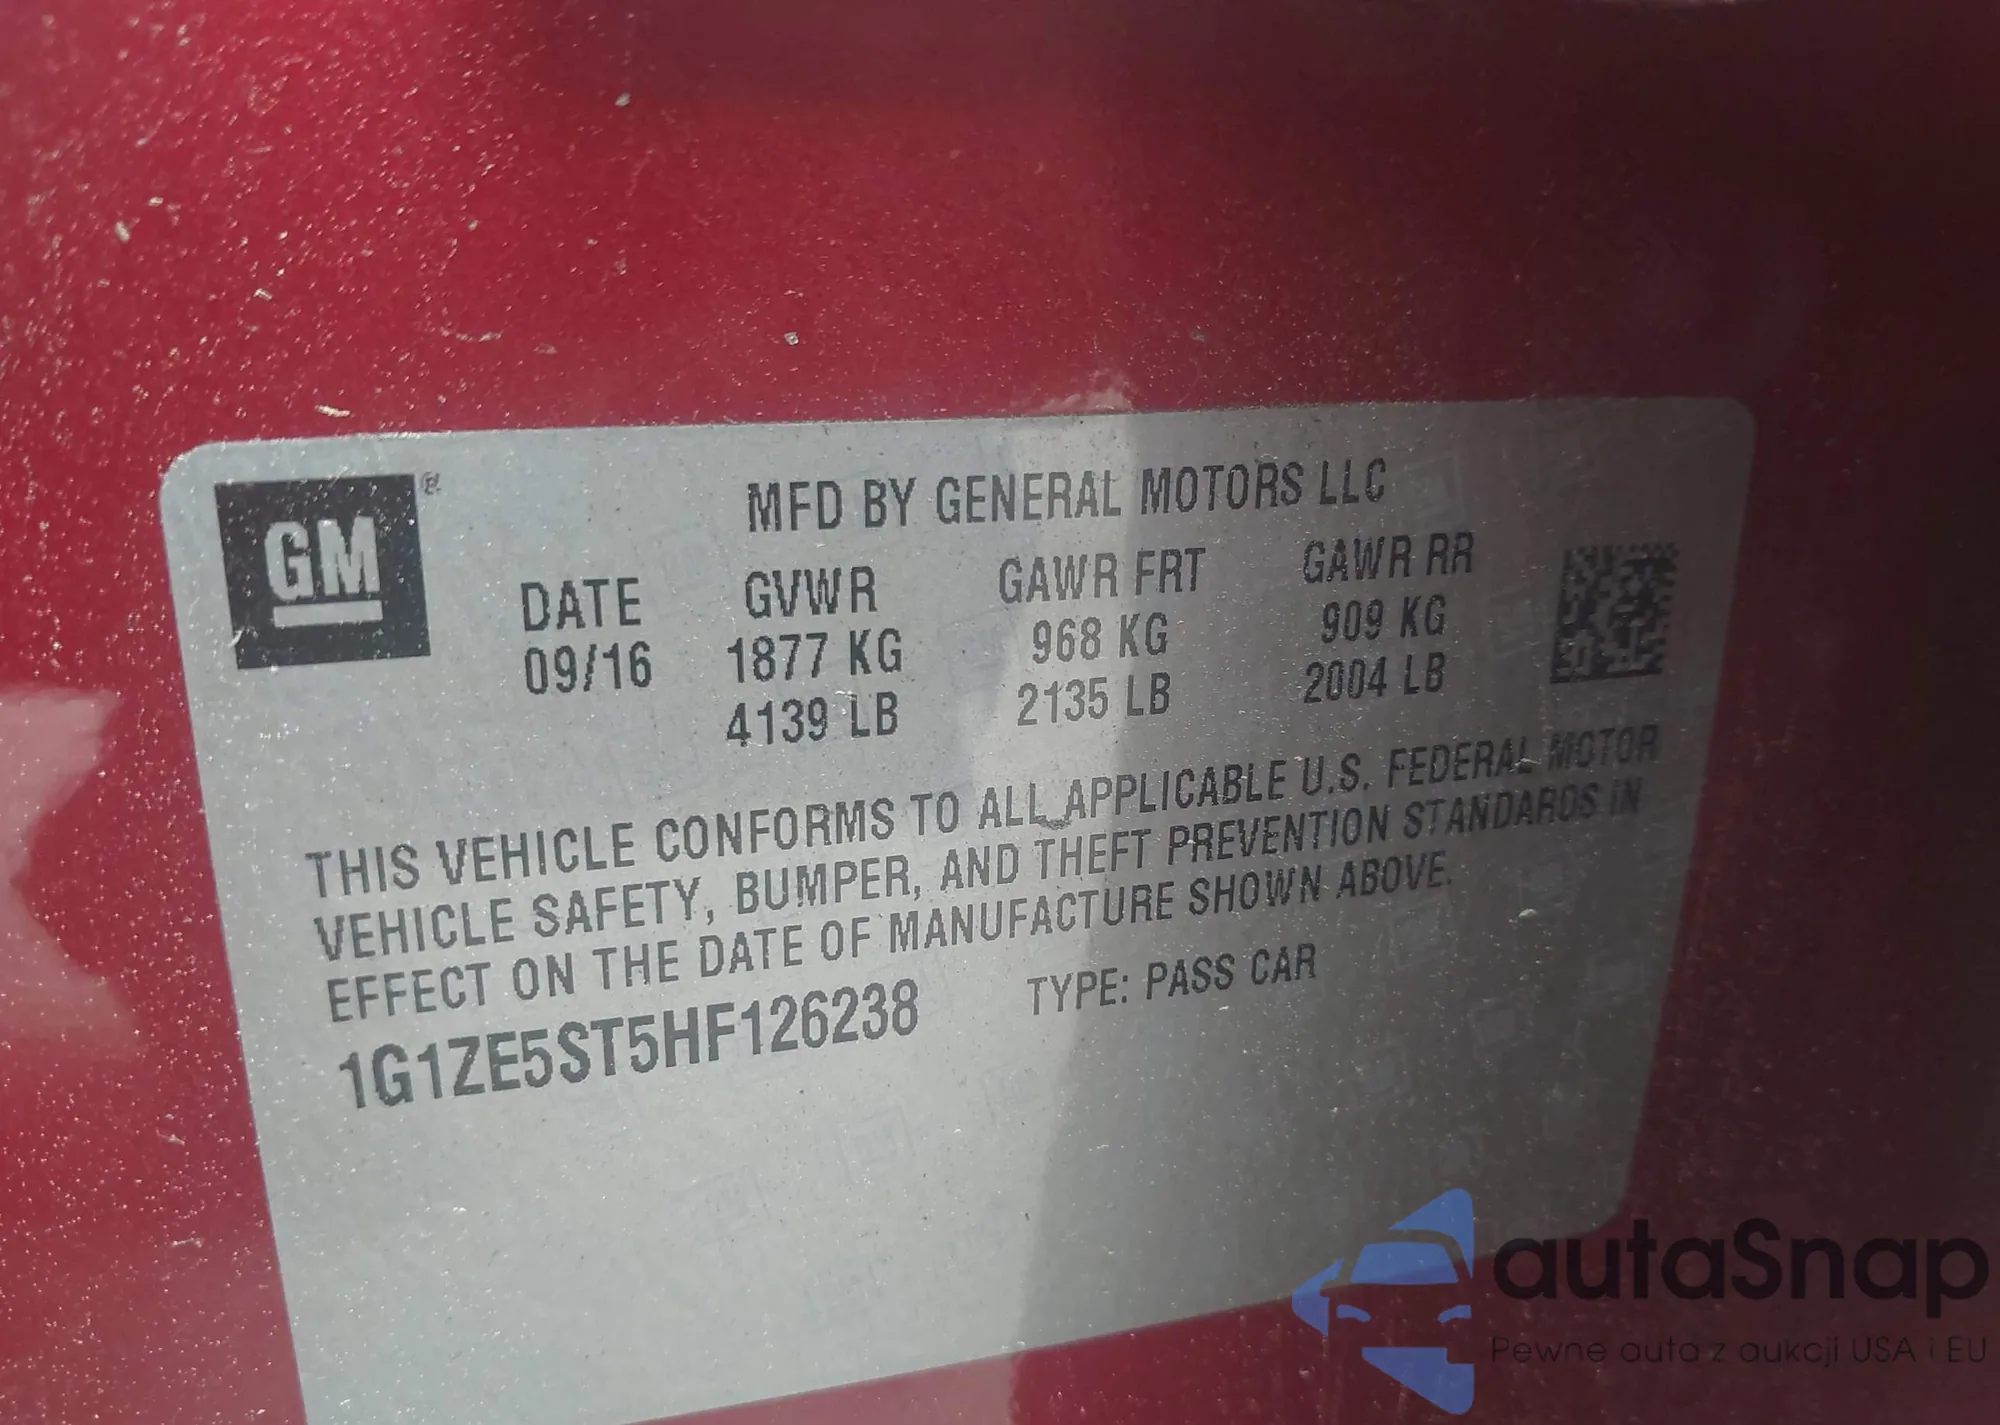 GM®
MFD BY GENERAL MOTORS LLC
DATE GVWR GAWR FRT GAWR RR
09/16 1877 KG 968 KG 909 KG
4139 LB 2135 LB 2004 LB
THIS VEHICLE CONFORMS TO ALL APPLICABLE U.S. FEDERAL MOTOR
VEHICLE SAFETY, BUMPER, AND THEFT PREVENTION STANDARDS IN
EFFECT ON THE DATE OF MANUFACTURE SHOWN ABOVE.
1G1ZE5ST5HF126238 TYPE: PASS CAR
autaSnap
Pewne auta z aukcji USA i EU